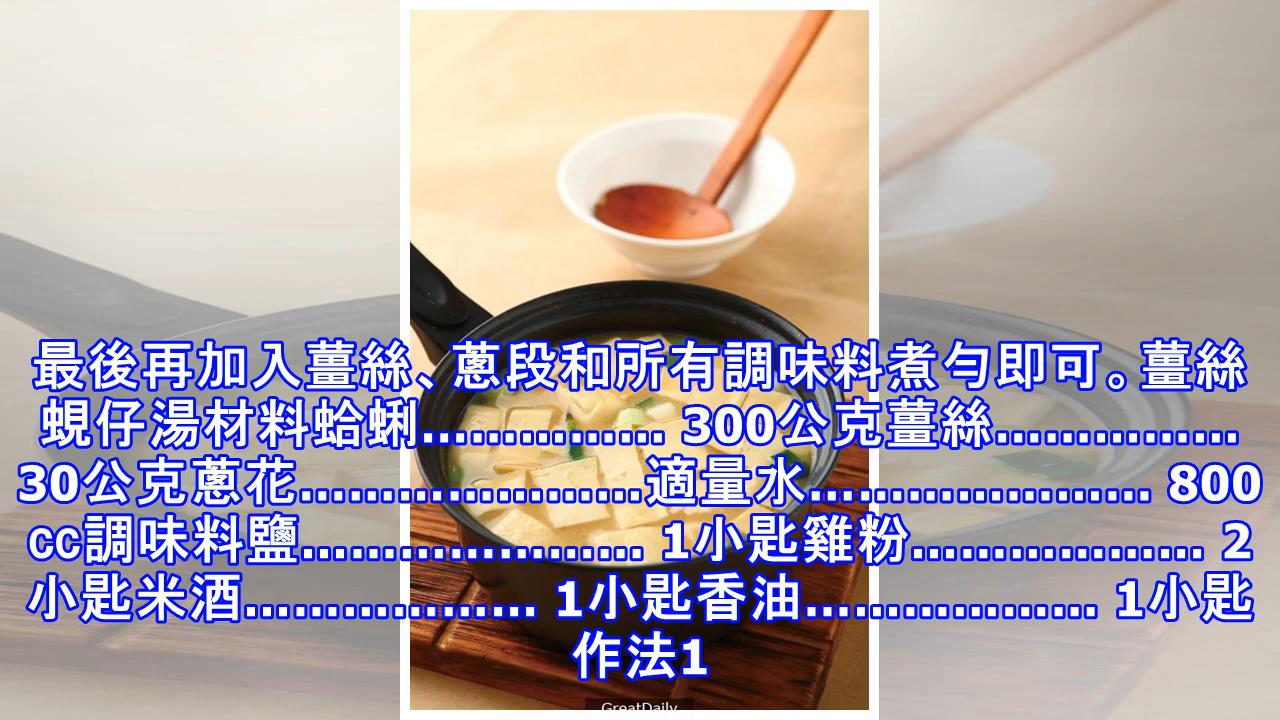 最後再加入薑絲、蔥段和所有調味料煮勻即可。薑絲
蜆仔湯材料蛤蜊............... 300公克薑絲...............
30公克蔥花.....................適量水..................... 800
㏄調味料鹽..................... 1小匙雞粉.................. 2
小匙米酒.................. 1小匙香油.................. 1小匙
作法1
GreatDaily